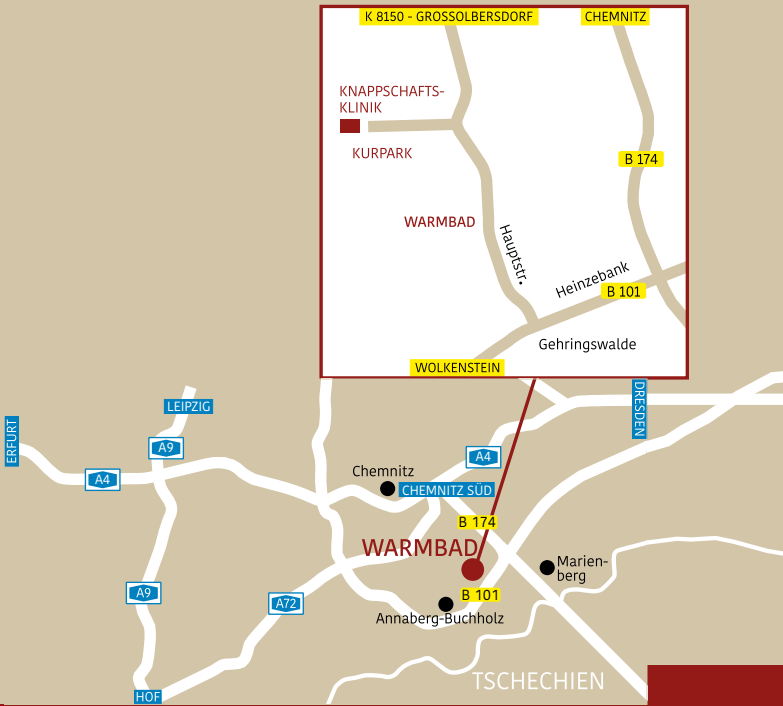 K 8150 - GROSSOLBERSDORF
CHEMNITZ
KNAPPSCHAFTS-
KLINIK
KURPARK
B 174
WARMBAD
Hauptstr.
Heinzebank
B 101
Gehringswalde
WOLKENSTEIN
LEIPZIG
DRESDEN
ERFURT
A9
A4
A4
Chemnitz
CHEMNITZ SÜD
B 174
WARMBAD
Marien-
berg
A9
A72
B 101
Annaberg-Buchholz
TSCHECHIEN
HOF